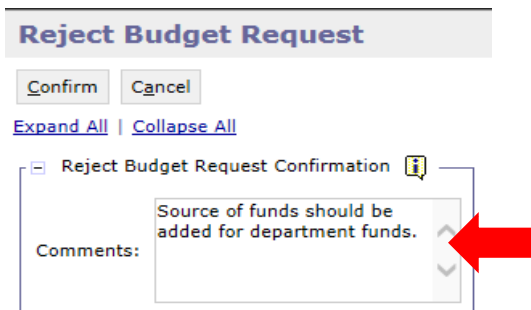 Reject Budget Request
Confirm Cancel
Expand All | Collapse All
Reject Budget Request Confirmation
Source of funds should be
added for department funds.
Comments: